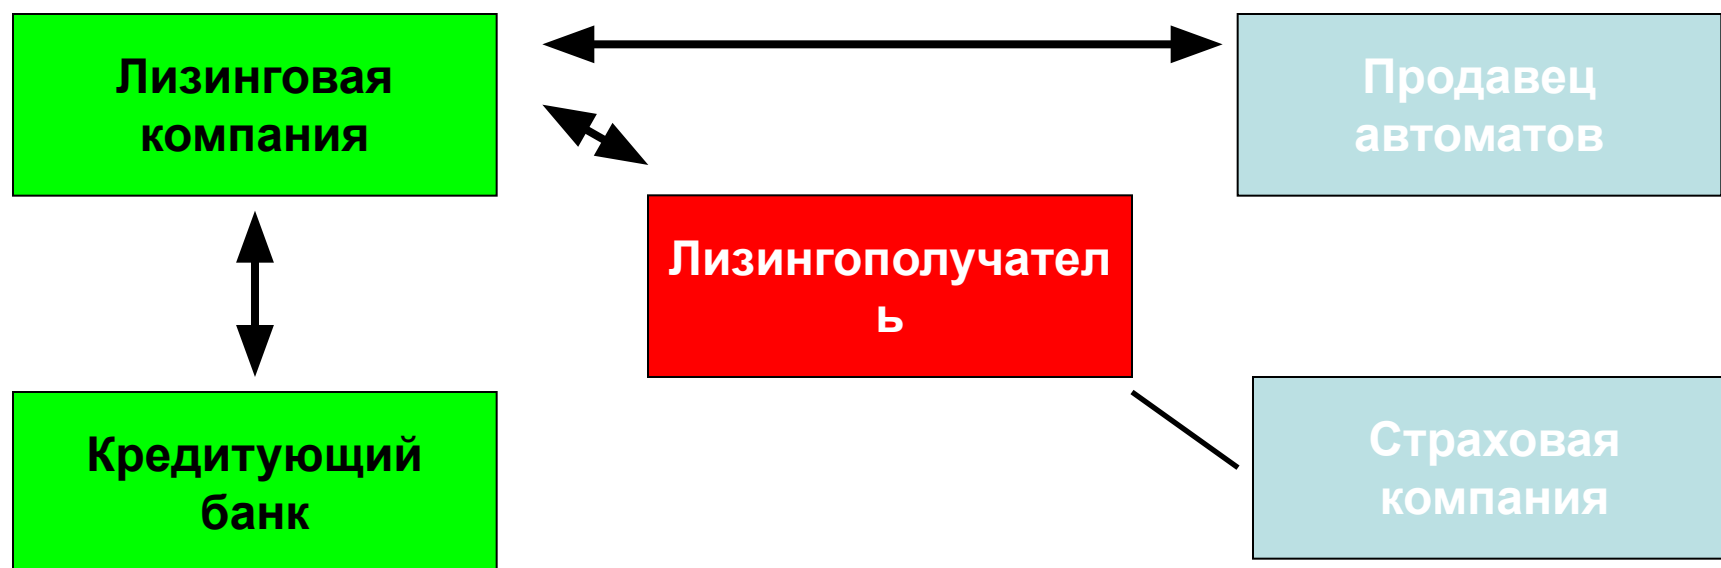 Лизинговая
компания
Продавец
автоматов
Лизингополучател
ь
Кредитующий
банк
Страховая
компания